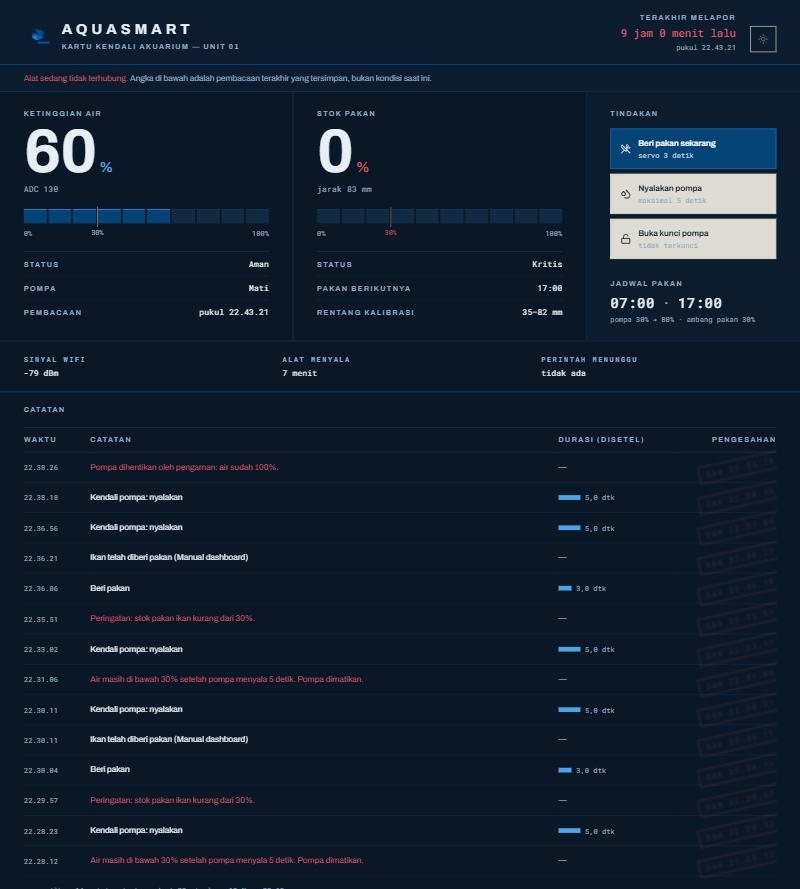 AQUASMART
KARTU KENDALI AKUARIUM — UNIT 01
TERAKHIR MELAPOR
9 jam 0 menit lalu
pukul 22.43.21
Alat sedang tidak terhubung. Angka di bawah adalah pembacaan terakhir yang tersimpan, bukan kondisi saat ini.
KETINGGIAN AIR
60 %
ADC 130
0% 30% 100%
STATUS Aman
POMPA Mati
PEMBACAAN pukul 22.43.21
STOK PAKAN
0 %
jarak 83 mm
0% 30% 100%
STATUS Kritis
PAKAN BERIKUTNYA 17:00
RENTANG KALIBRASI 35–82 mm
TINDAKAN
Beri pakan sekarang
servo 3 detik
Nyalakan pompa
maksimal 5 detik
Buka kunci pompa
tidak terkunci
JADWAL PAKAN
07:00 · 17:00
pompa 30% → 80% · ambang pakan 30%
SINYAL WIFI
-79 dBm
ALAT MENYALA
7 menit
PERINTAH MENUNGGU
tidak ada
CATATAN
WAKTU CATATAN DURASI (DISETEL) PENGESAHAN
22.38.26 Pompa dihentikan oleh pengaman: air sudah 100%. —
22.38.18 Kendali pompa: nyalakan 5,0 dtk
22.36.56 Kendali pompa: nyalakan 5,0 dtk
22.36.21 Ikan telah diberi pakan (Manual dashboard) —
22.36.06 Beri pakan 3,0 dtk
22.35.51 Peringatan: stok pakan ikan kurang dari 30%. —
22.33.02 Kendali pompa: nyalakan 5,0 dtk
22.31.06 Air masih di bawah 30% setelah pompa menyala 5 detik. Pompa dimatikan. —
22.30.11 Kendali pompa: nyalakan 5,0 dtk
22.30.11 Ikan telah diberi pakan (Manual dashboard) —
22.30.04 Beri pakan 3,0 dtk
22.29.57 Peringatan: stok pakan ikan kurang dari 30%. —
22.28.23 Kendali pompa: nyalakan 5,0 dtk
22.28.12 Air masih di bawah 30% setelah pompa menyala 5 detik. Pompa dimatikan. —